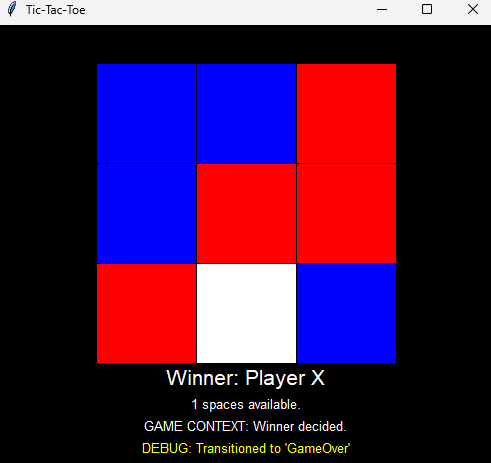 Tic-Tac-Toe
Winner: Player X
1 spaces available.
GAME CONTEXT: Winner decided.
DEBUG: Transitioned to 'GameOver'